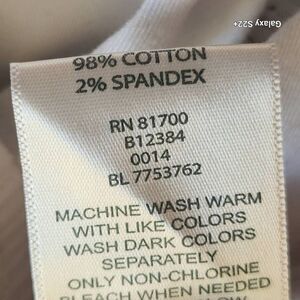 Galaxy S22+
98% COTTON
2% SPANDEX
RN 81700
B12384
0014
BL 7753762
MACHINE WASH WARM
WITH LIKE COLORS
WASH DARK COLORS
SEPARATELY
ONLY NON-CHLORINE
BLEACH WHEN NEEDED